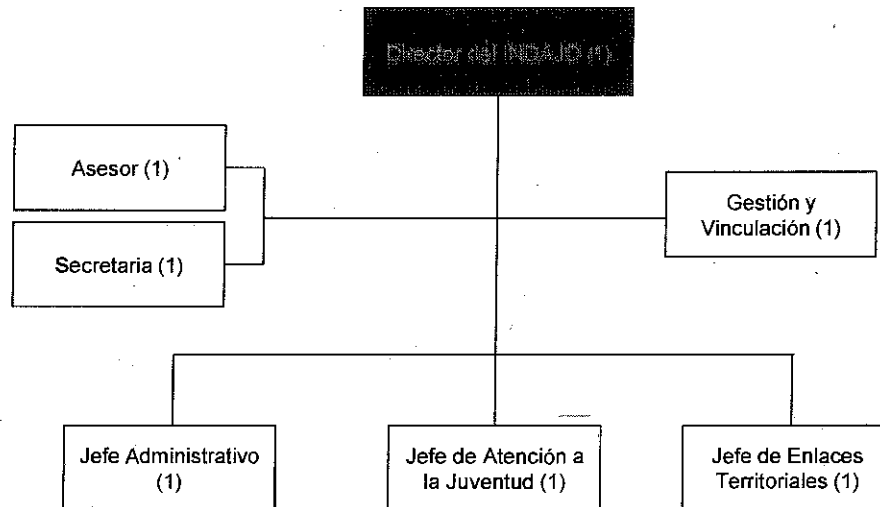 Director del INDAJO (1)
Asesor (1)
Secretaria (1)
Gestión y
Vinculación (1)
Jefe Administrativo
(1)
Jefe de Atención a
la Juventud (1)
Jefe de Enlaces
Territoriales (1)